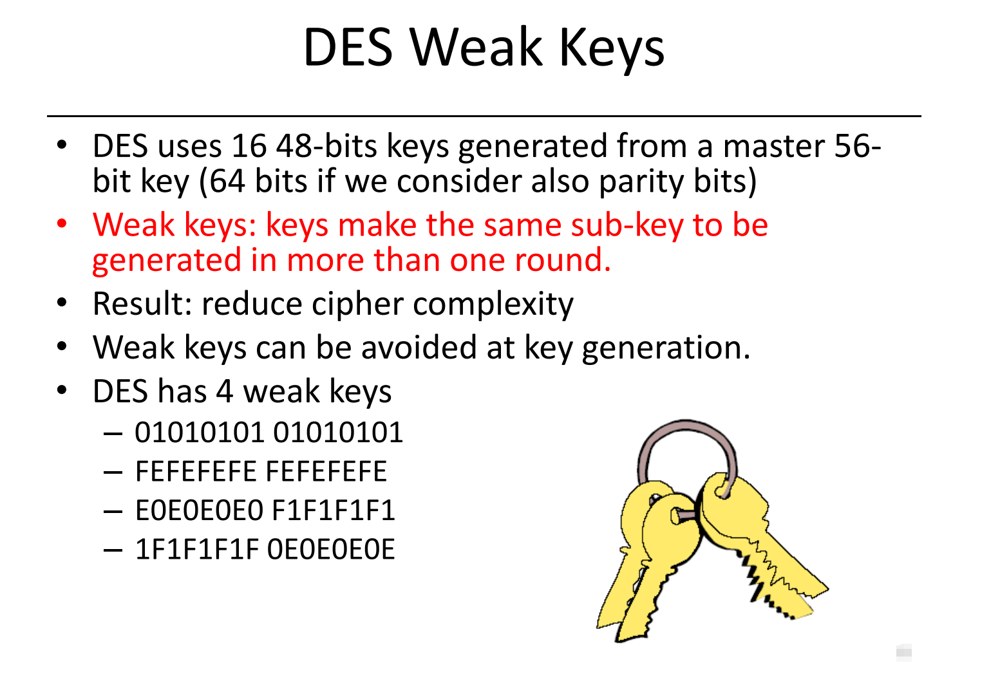 DES Weak Keys
• DES uses 16 48-bits keys generated from a master 56-
bit key (64 bits if we consider also parity bits)
• Weak keys: keys make the same sub-key to be
generated in more than one round.
• Result: reduce cipher complexity
• Weak keys can be avoided at key generation.
• DES has 4 weak keys
– 01010101 01010101
– FEFEFEFE FEFEFEFE
– E0E0E0E0 F1F1F1F1
– 1F1F1F1F 0E0E0E0E